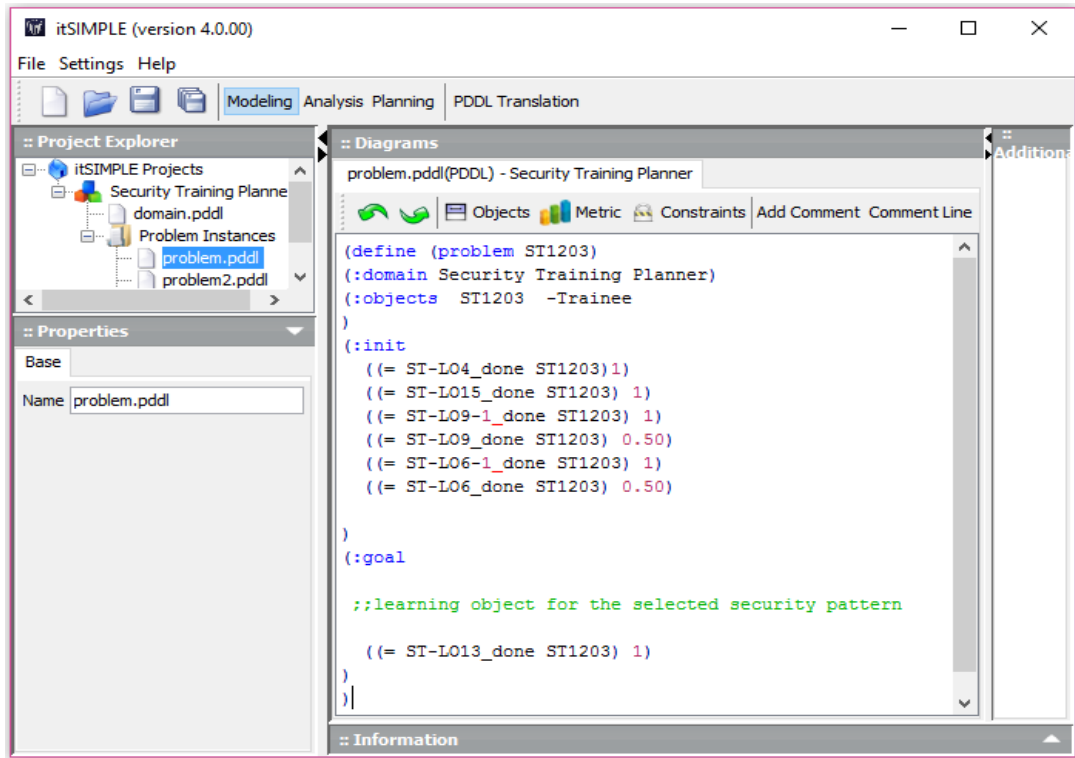 itSIMPLE (version 4.0.00)
File Settings Help
Modeling Analysis Planning PDDL Translation
:: Project Explorer
itSIMPLE Projects
Security Training Planne
domain.pddl
Problem Instances
problem.pddl
problem2.pddl
:: Properties
Base
Name problem.pddl
:: Diagrams
problem.pddl(PDDL) - Security Training Planner
Objects Metric Constraints Add Comment Comment Line
(define (problem ST1203)
(:domain Security Training Planner)
(:objects ST1203 -Trainee
)
(:init
((= ST-LO4_done ST1203)1)
((= ST-LO15_done ST1203) 1)
((= ST-LO9-1_done ST1203) 1)
((= ST-LO9_done ST1203) 0.50)
((= ST-LO6-1_done ST1203) 1)
((= ST-LO6_done ST1203) 0.50)
)
(:goal
;;learning object for the selected security pattern
((= ST-LO13_done ST1203) 1)
)
)
:: Information
::
Additiona